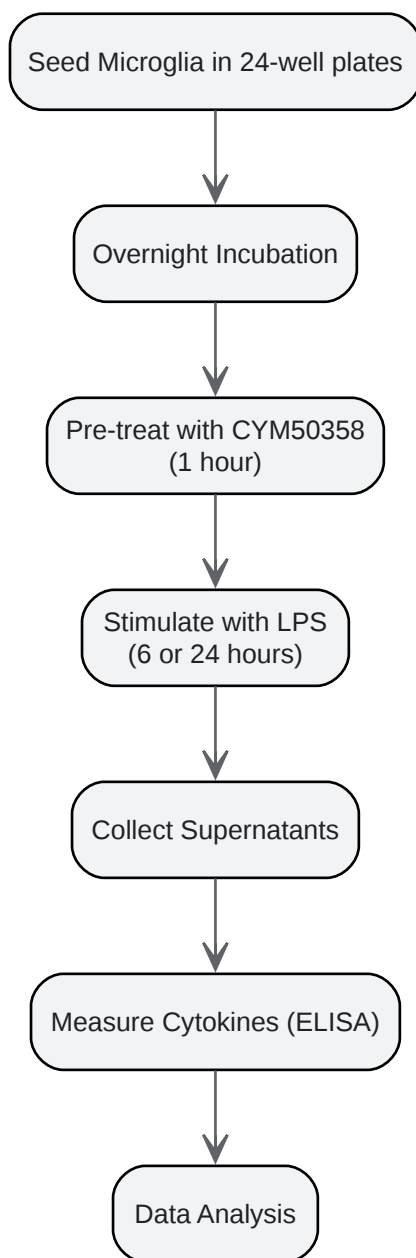 Seed Microglia in 24-well plates
Overnight Incubation
Pre-treat with CYM50358
(1 hour)
Stimulate with LPS
(6 or 24 hours)
Collect Supernatants
Measure Cytokines (ELISA)
Data Analysis